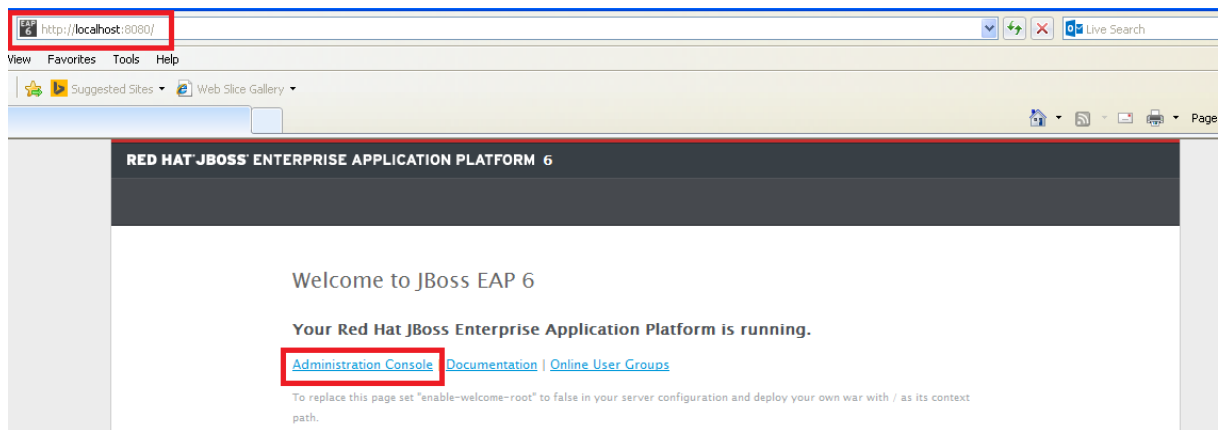 EAP 6 http://localhost:8080/ Live Search
View Favorites Tools Help
Suggested Sites Web Slice Gallery
Page
RED HAT JBOSS ENTERPRISE APPLICATION PLATFORM 6
Welcome to JBoss EAP 6
Your Red Hat JBoss Enterprise Application Platform is running.
Administration Console | Documentation | Online User Groups
To replace this page set "enable-welcome-root" to false in your server configuration and deploy your own war with / as its context
path.